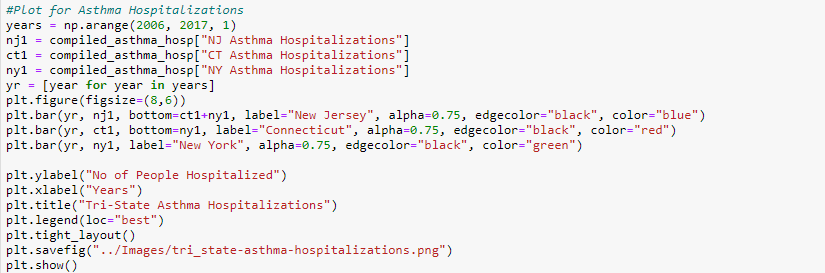 #Plot for Asthma Hospitalizations
years = np.arange(2006, 2017, 1)
nj1 = compiled_asthma_hosp["NJ Asthma Hospitalizations"]
ct1 = compiled_asthma_hosp["CT Asthma Hospitalizations"]
ny1 = compiled_asthma_hosp["NY Asthma Hospitalizations"]
yr = [year for year in years]
plt.figure(figsize=(8,6))
plt.bar(yr, nj1, bottom=ct1+ny1, label="New Jersey", alpha=0.75, edgecolor="black", color="blue")
plt.bar(yr, ct1, bottom=ny1, label="Connecticut", alpha=0.75, edgecolor="black", color="red")
plt.bar(yr, ny1, label="New York", alpha=0.75, edgecolor="black", color="green")

plt.ylabel("No of People Hospitalized")
plt.xlabel("Years")
plt.title("Tri-State Asthma Hospitalizations")
plt.legend(loc="best")
plt.tight_layout()
plt.savefig("../Images/tri_state-asthma-hospitalizations.png")
plt.show()